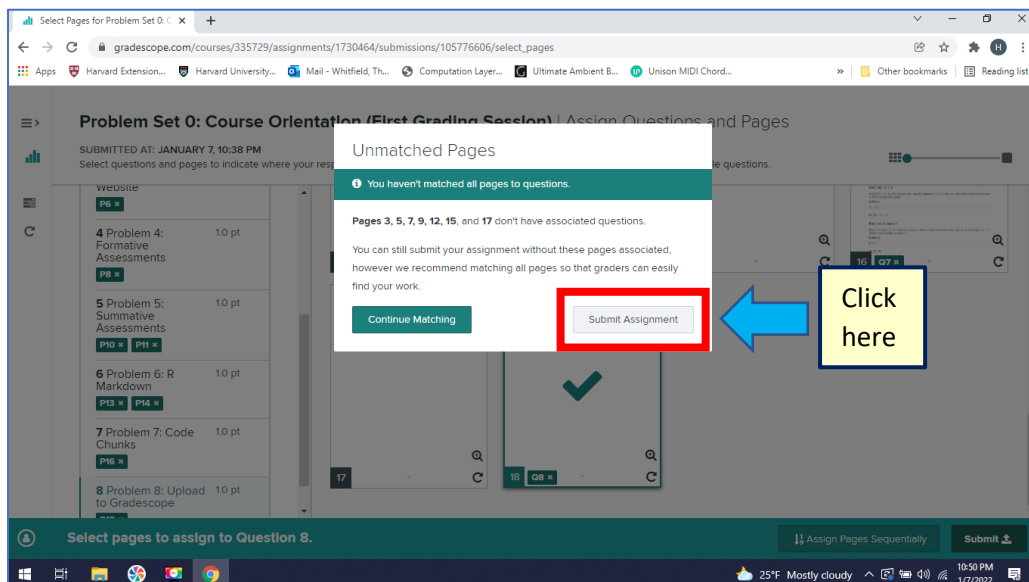 Select Pages for Problem Set 0: C
gradescope.com/courses/335729/assignments/1730464/submissions/105776606/select_pages
H
Apps
Harvard Extension...
Harvard University...
Mail - Whitfield, Th...
Computation Layer...
Ultimate Ambient B...
Unison MIDI Chord...
Other bookmarks
Reading list
Problem Set 0: Course Orientation (First Grading Session) | Assign Questions and Pages
SUBMITTED AT: JANUARY 7, 10:38 PM
Select questions and pages to indicate where your resp
le questions.
Website
P6 ×
4 Problem 4: 1.0 pt
Formative
Assessments
P8 ×
5 Problem 5: 1.0 pt
Summative
Assessments
P10 × P11 ×
6 Problem 6: R 1.0 pt
Markdown
P13 × P14 ×
7 Problem 7: Code 1.0 pt
Chunks
P16 ×
8 Problem 8: Upload 1.0 pt
to Gradescope
Unmatched Pages
You haven't matched all pages to questions.
Pages 3, 5, 7, 9, 12, 15, and 17 don't have associated questions.
You can still submit your assignment without these pages associated,
however we recommend matching all pages so that graders can easily
find your work.
Continue Matching
Submit Assignment
Click
here
16 Q7 ×
17
18 Q8 ×
Select pages to assign to Question 8.
Assign Pages Sequentially
Submit
25°F Mostly cloudy
10:50 PM
1/7/2022